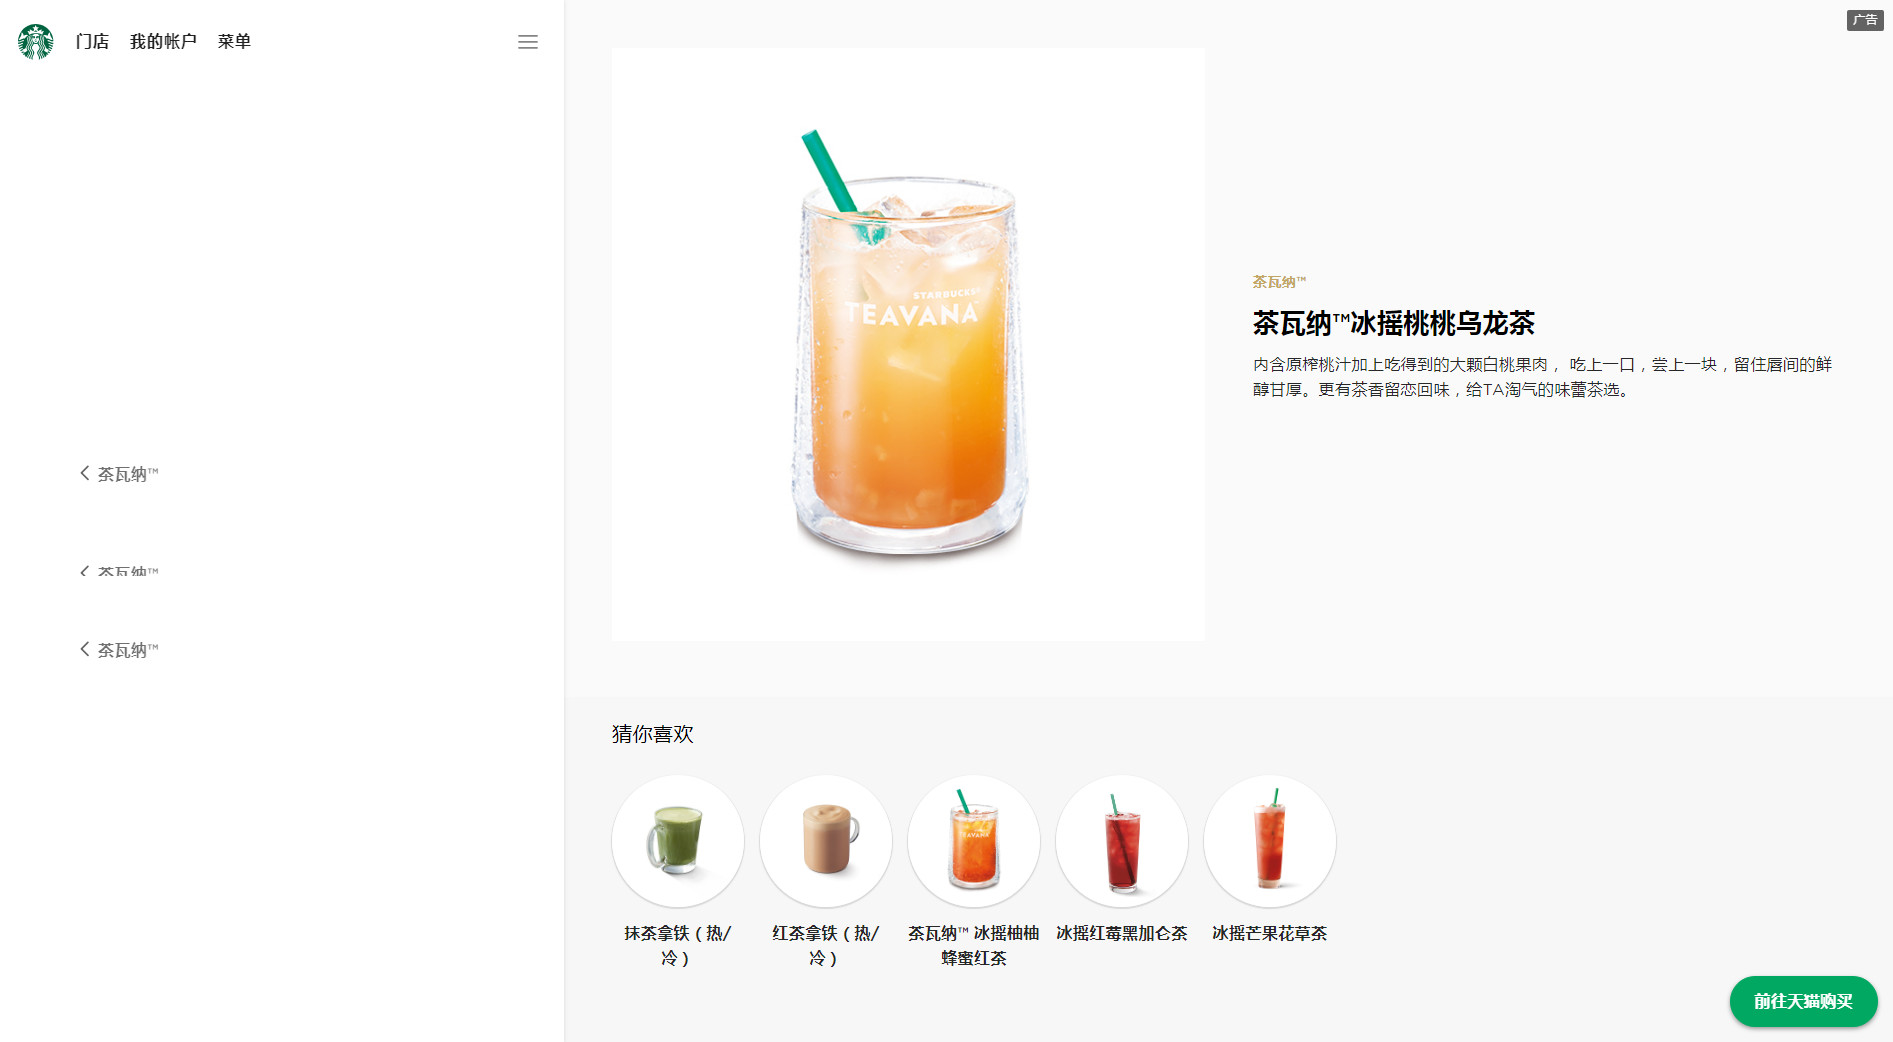 门店 我的帐户 菜单
茶瓦纳™
茶瓦纳™
茶瓦纳™
广告
STARBUCKS®
TEAVANA™
茶瓦纳™
茶瓦纳™冰摇桃桃乌龙茶
内含原榨桃汁加上吃得到的大颗白桃果肉， 吃上一口，尝上一块，留住唇间的鲜
醇甘厚。更有茶香留恋回味，给TA淘气的味蕾茶选。
猜你喜欢
TEAVANA
抹茶拿铁（热/
冷）
红茶拿铁（热/
冷）
茶瓦纳™ 冰摇柚柚
蜂蜜红茶
冰摇红莓黑加仑茶
冰摇芒果花草茶
前往天猫购买